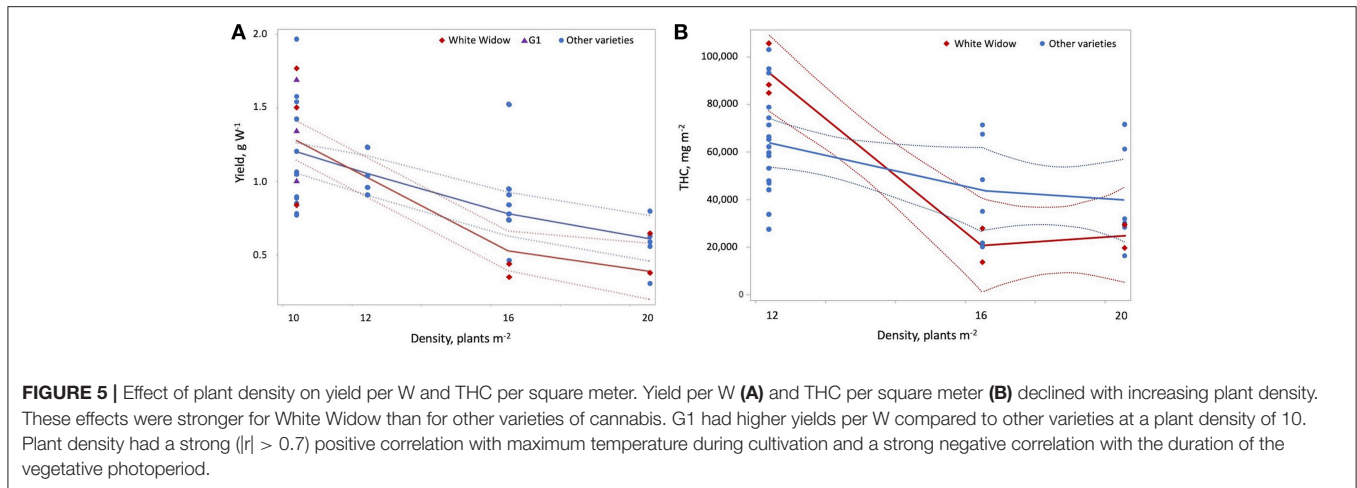 A
2.0
White Widow
G1
Other varieties
1.5
Yield, g W-1
1.0
0.5
10
12
16
20
Density, plants m-2
B
100,000
White Widow
Other varieties
80,000
THC, mg m-2
60,000
40,000
20,000
0
12
16
20
Density, plants m-2
FIGURE 5 | Effect of plant density on yield per W and THC per square meter. Yield per W (A) and THC per square meter (B) declined with increasing plant density.
These effects were stronger for White Widow than for other varieties of cannabis. G1 had higher yields per W compared to other varieties at a plant density of 10.
Plant density had a strong (|r| > 0.7) positive correlation with maximum temperature during cultivation and a strong negative correlation with the duration of the
vegetative photoperiod.